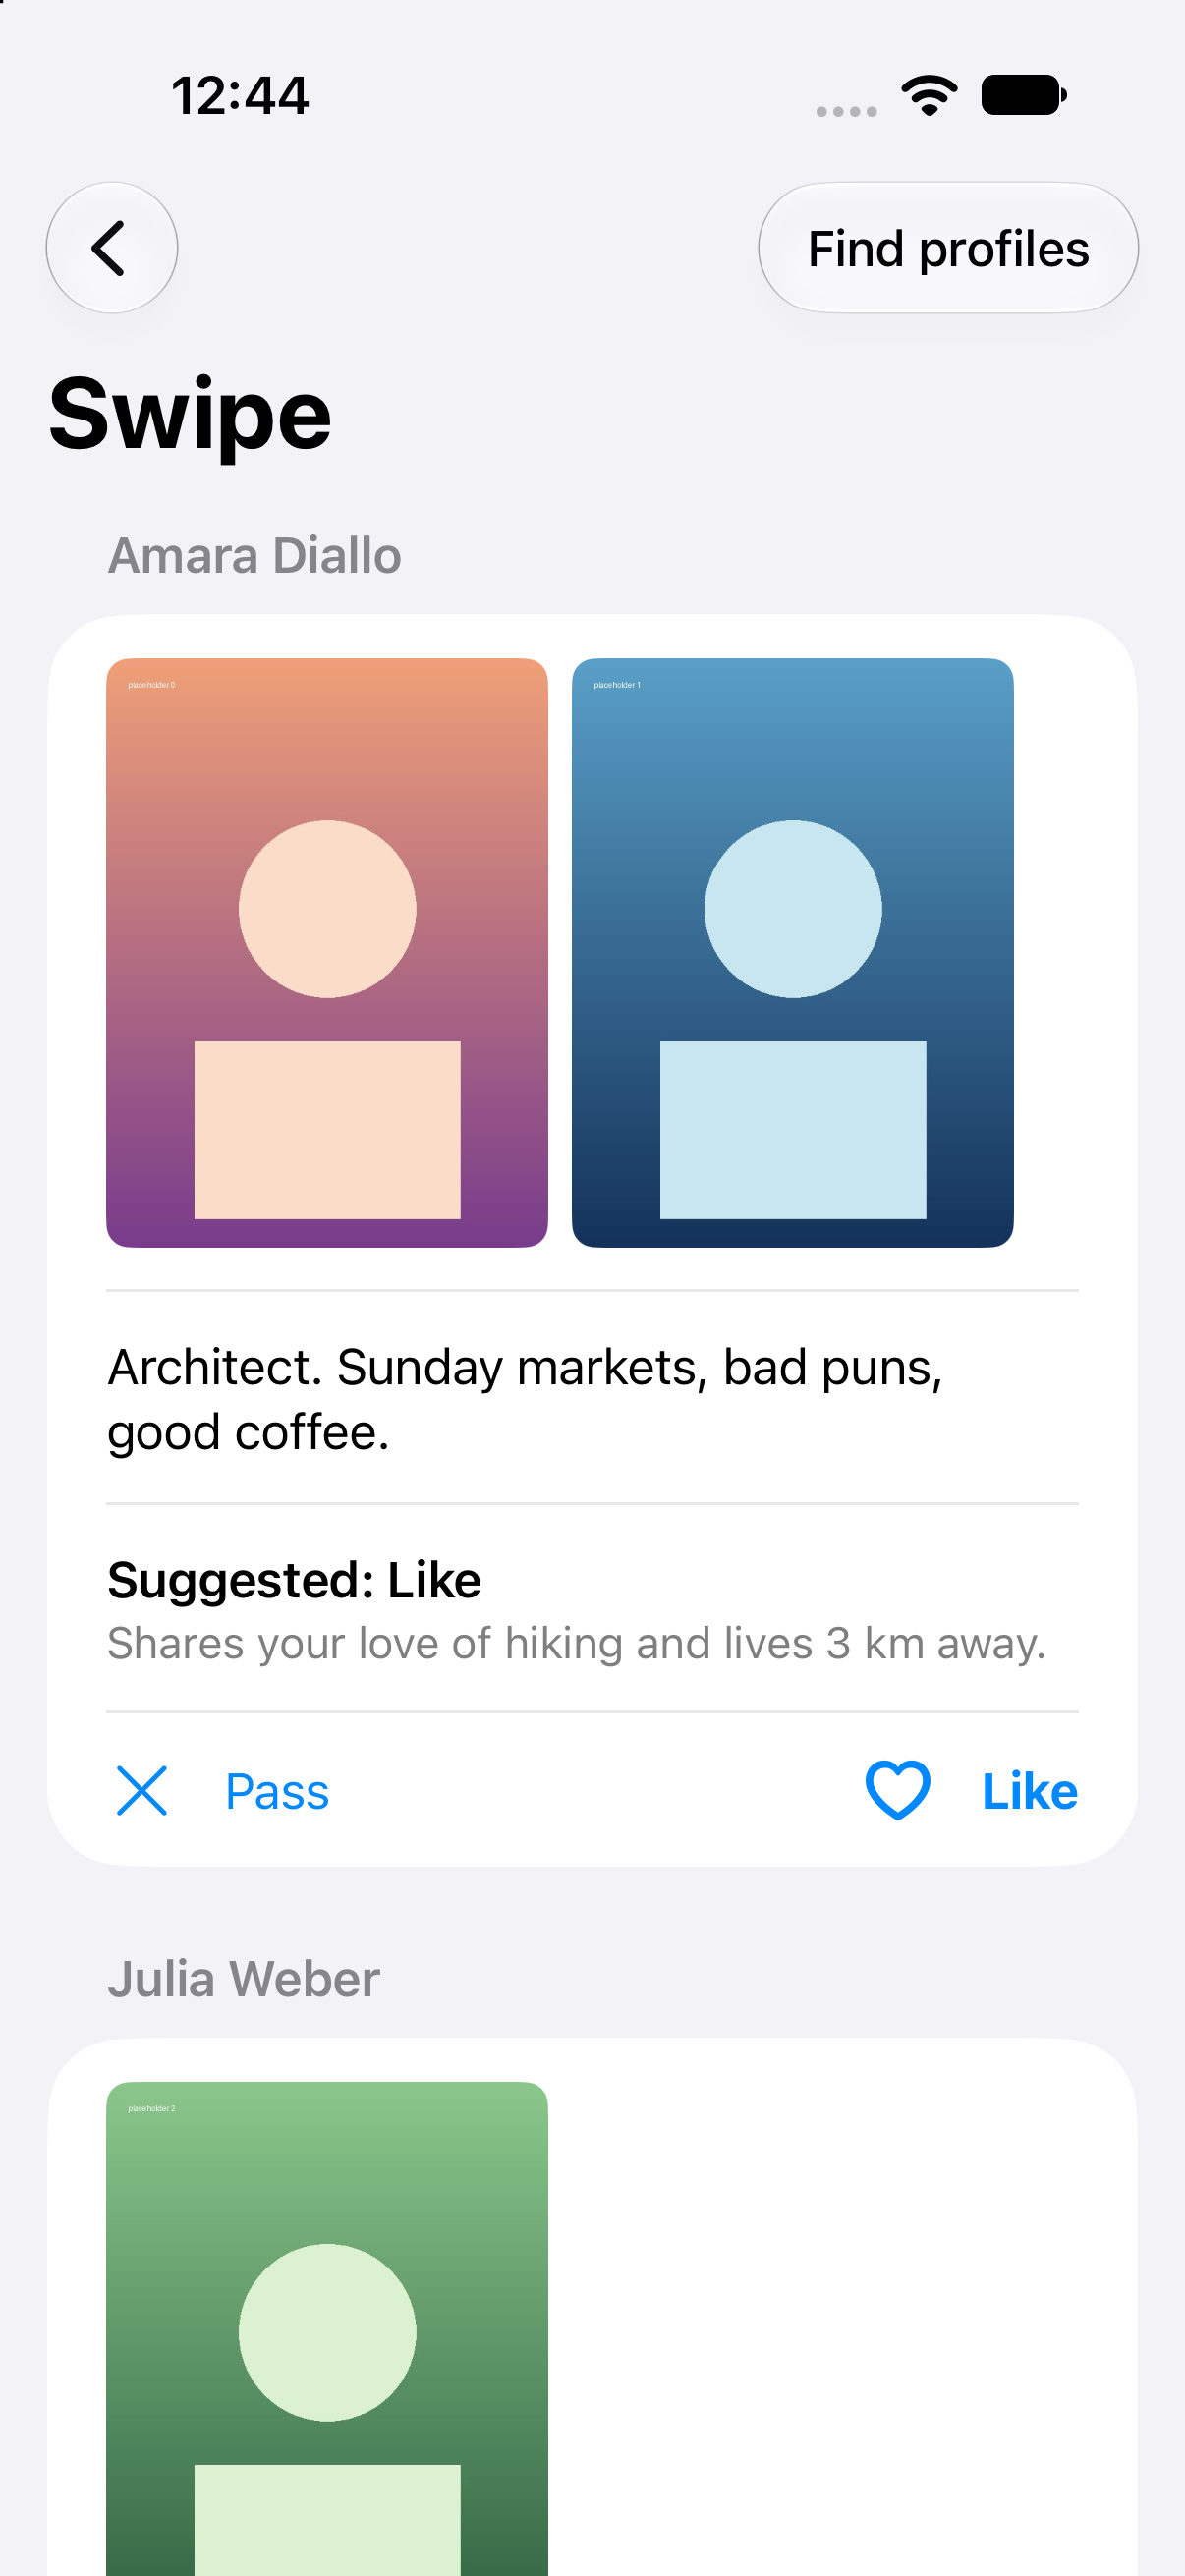 12:44
Find profiles
Swipe
Amara Diallo
placeholder 0
placeholder 1
Architect. Sunday markets, bad puns,
good coffee.
Suggested: Like
Shares your love of hiking and lives 3 km away.
Pass
Like
Julia Weber
placeholder 2